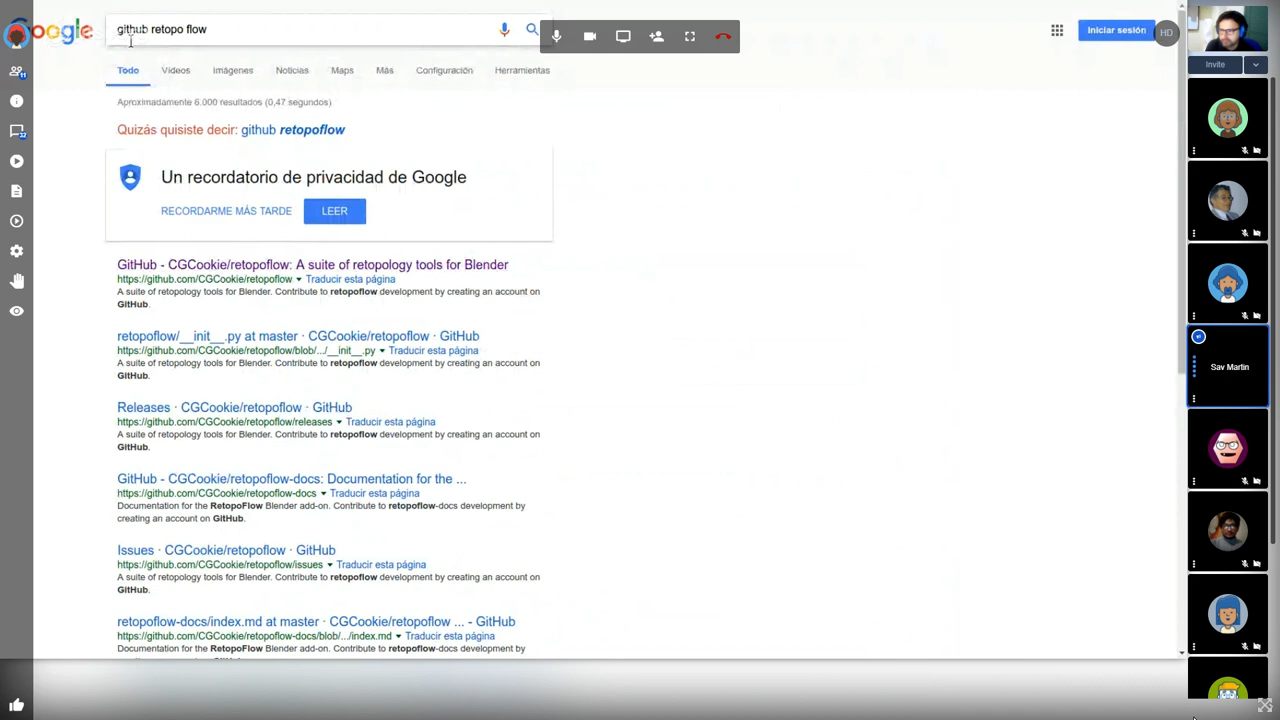 Google
github retopo flow
Iniciar sesión
HD
Todo
Vídeos
Imágenes
Noticias
Maps
Más
Configuración
Herramientas
Aproximadamente 6.000 resultados (0,47 segundos)
Quizás quisiste decir: github retopoflow
Un recordatorio de privacidad de Google
RECORDARME MÁS TARDE
LEER
GitHub - CGCookie/retopoflow: A suite of retopology tools for Blender
https://github.com/CGCookie/retopoflow ▾ Traducir esta página
A suite of retopology tools for Blender. Contribute to retopoflow development by creating an account on
GitHub.
retopoflow/__init__.py at master · CGCookie/retopoflow · GitHub
https://github.com/CGCookie/retopoflow/blob/.../__init__.py ▾ Traducir esta página
A suite of retopology tools for Blender. Contribute to retopoflow development by creating an account on
GitHub.
Releases · CGCookie/retopoflow · GitHub
https://github.com/CGCookie/retopoflow/releases ▾ Traducir esta página
A suite of retopology tools for Blender. Contribute to retopoflow development by creating an account on
GitHub.
GitHub - CGCookie/retopoflow-docs: Documentation for the ...
https://github.com/CGCookie/retopoflow-docs ▾ Traducir esta página
Documentation for the RetopoFlow Blender add-on. Contribute to retopoflow-docs development by
creating an account on GitHub.
Issues · CGCookie/retopoflow · GitHub
https://github.com/CGCookie/retopoflow/issues ▾ Traducir esta página
A suite of retopology tools for Blender. Contribute to retopoflow development by creating an account on
GitHub.
retopoflow-docs/index.md at master · CGCookie/retopoflow ... - GitHub
https://github.com/CGCookie/retopoflow-docs/blob/.../index.md ▾ Traducir esta página
Documentation for the RetopoFlow Blender add-on. Contribute to retopoflow-docs development by
Invite
Sav Martin